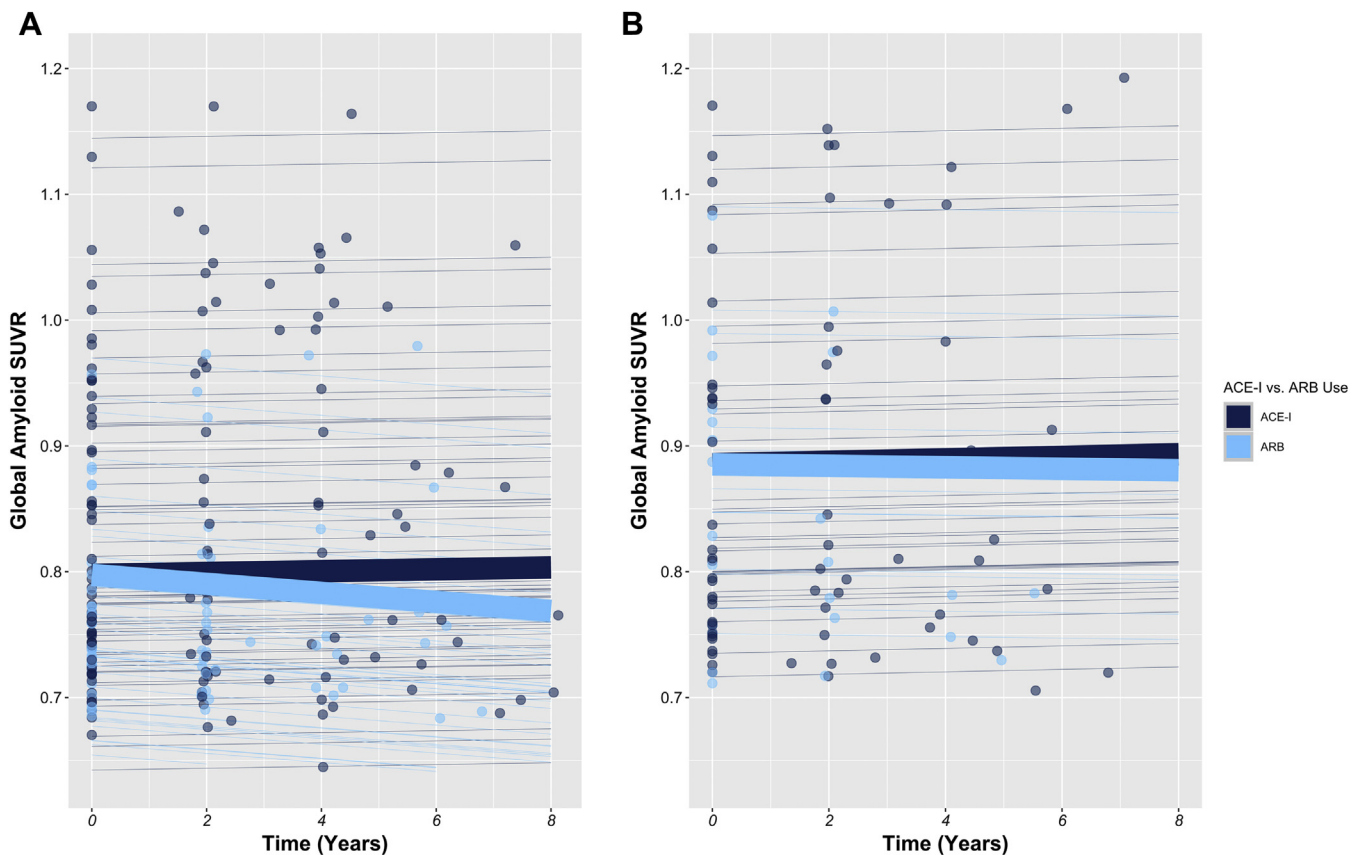 A
B
Global Amyloid SUVR
1.2
1.1
1.0
0.9
0.8
0.7
0 2 4 6 8
Time (Years)
Global Amyloid SUVR
1.2
1.1
1.0
0.9
0.8
0.7
0 2 4 6 8
Time (Years)
ACE-I vs. ARB Use
ACE-I
ARB